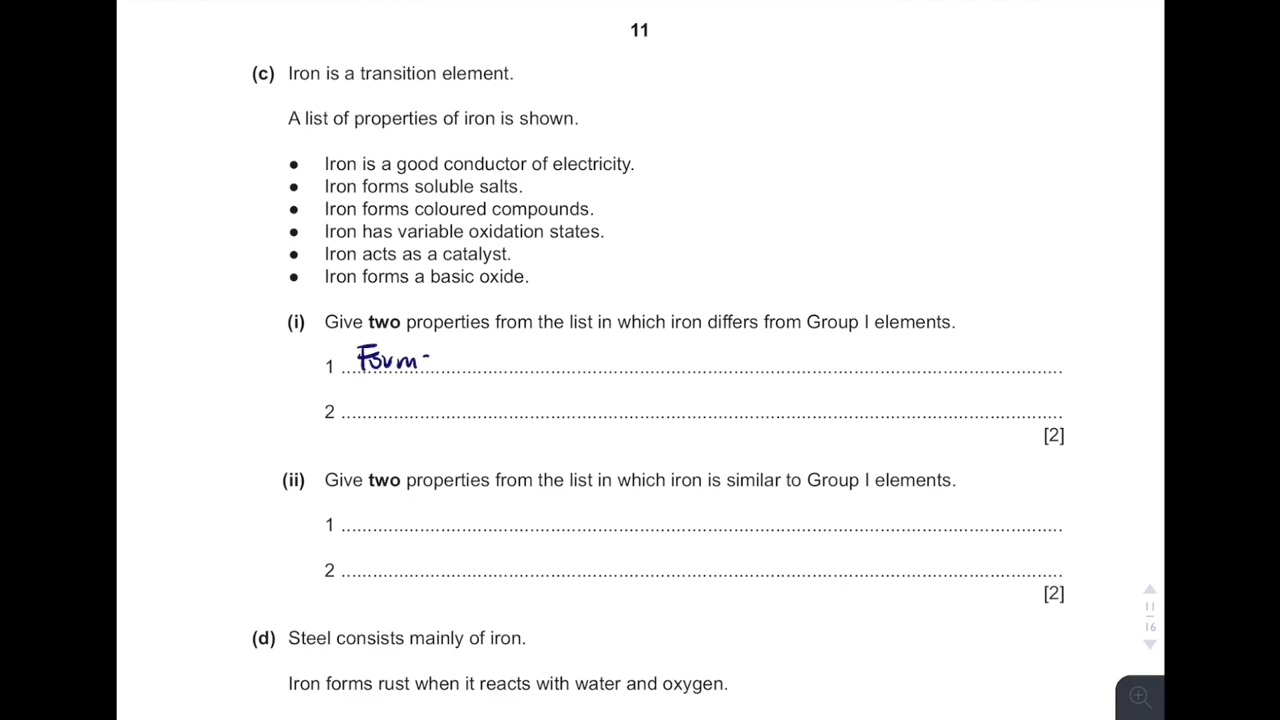 11
(c) Iron is a transition element.
A list of properties of iron is shown.
● Iron is a good conductor of electricity.
● Iron forms soluble salts.
● Iron forms coloured compounds.
● Iron has variable oxidation states.
● Iron acts as a catalyst.
● Iron forms a basic oxide.
(i) Give two properties from the list in which iron differs from Group I elements.
1 Form
2
[2]
(ii) Give two properties from the list in which iron is similar to Group I elements.
1
2
[2]
(d) Steel consists mainly of iron.
Iron forms rust when it reacts with water and oxygen.
11
16